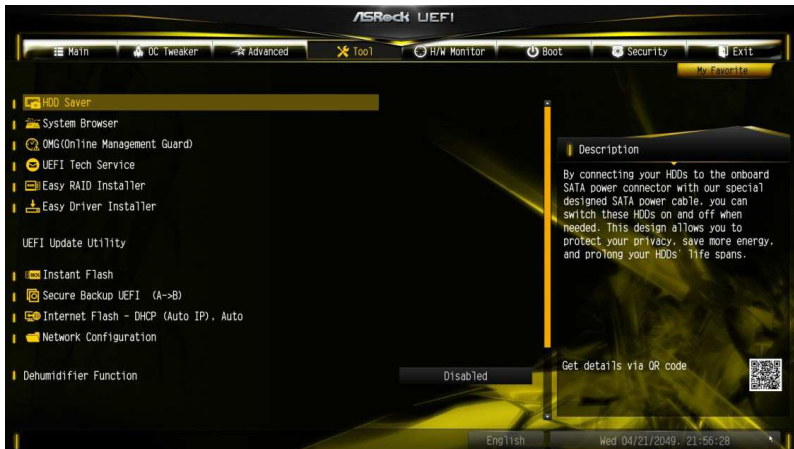 ASRock UEFI
Main OC Tweaker Advanced Tool H/W Monitor Boot Security Exit
My Favorite
HDD Saver
System Browser
OMG(Online Management Guard)
UEFI Tech Service
Easy RAID Installer
Easy Driver Installer
UEFI Update Utility
Instant Flash
Secure Backup UEFI (A->B)
Internet Flash - DHCP (Auto IP), Auto
Network Configuration
Dehumidifier Function Disabled
Description
By connecting your HDDs to the onboard
SATA power connector with our special
designed SATA power cable, you can
switch these HDDs on and off when
needed. This design allows you to
protect your privacy, save more energy,
and prolong your HDDs' life spans.
Get details via QR code
English Wed 04/21/2049, 21:56:28